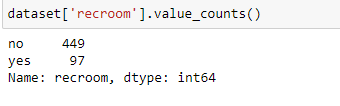 dataset['recroom'].value_counts()
no     449
yes     97
Name: recroom, dtype: int64